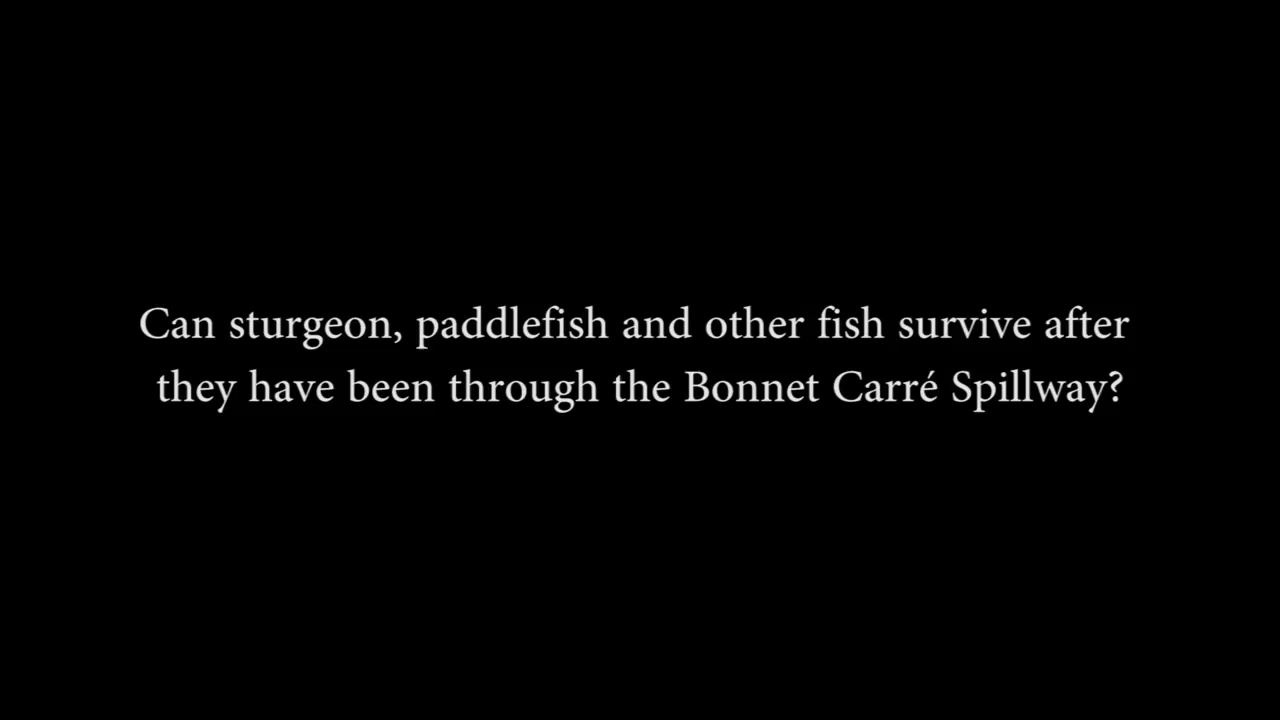 Can sturgeon, paddlefish and other fish survive after
they have been through the Bonnet Carré Spillway?